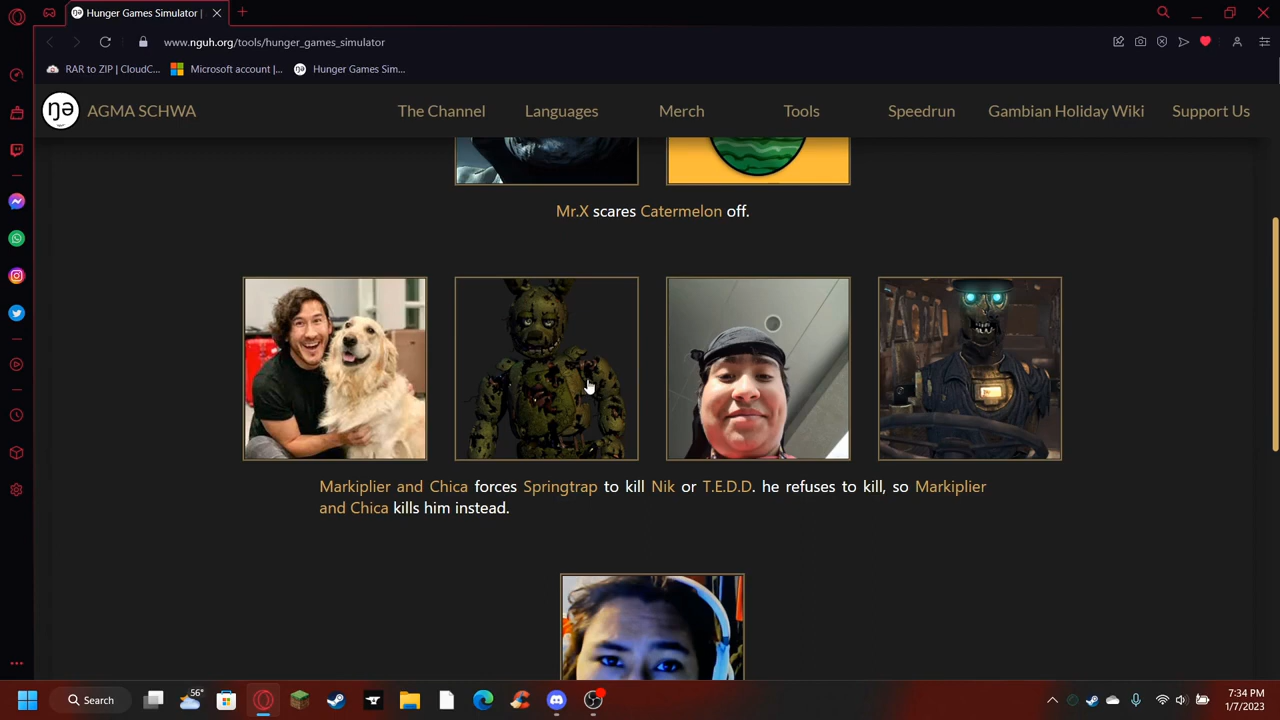 Hunger Games Simulator |
www.nguh.org/tools/hunger_games_simulator
RAR to ZIP | CloudC...
Microsoft account |...
Hunger Games Sim...
ŋə
AGMA SCHWA
The Channel
Languages
Merch
Tools
Speedrun
Gambian Holiday Wiki
Support Us
Mr.X scares Catermelon off.
Markiplier and Chica forces Springtrap to kill Nik or T.E.D.D. he refuses to kill, so Markiplier
and Chica kills him instead.
56°
Search
7:34 PM
1/7/2023